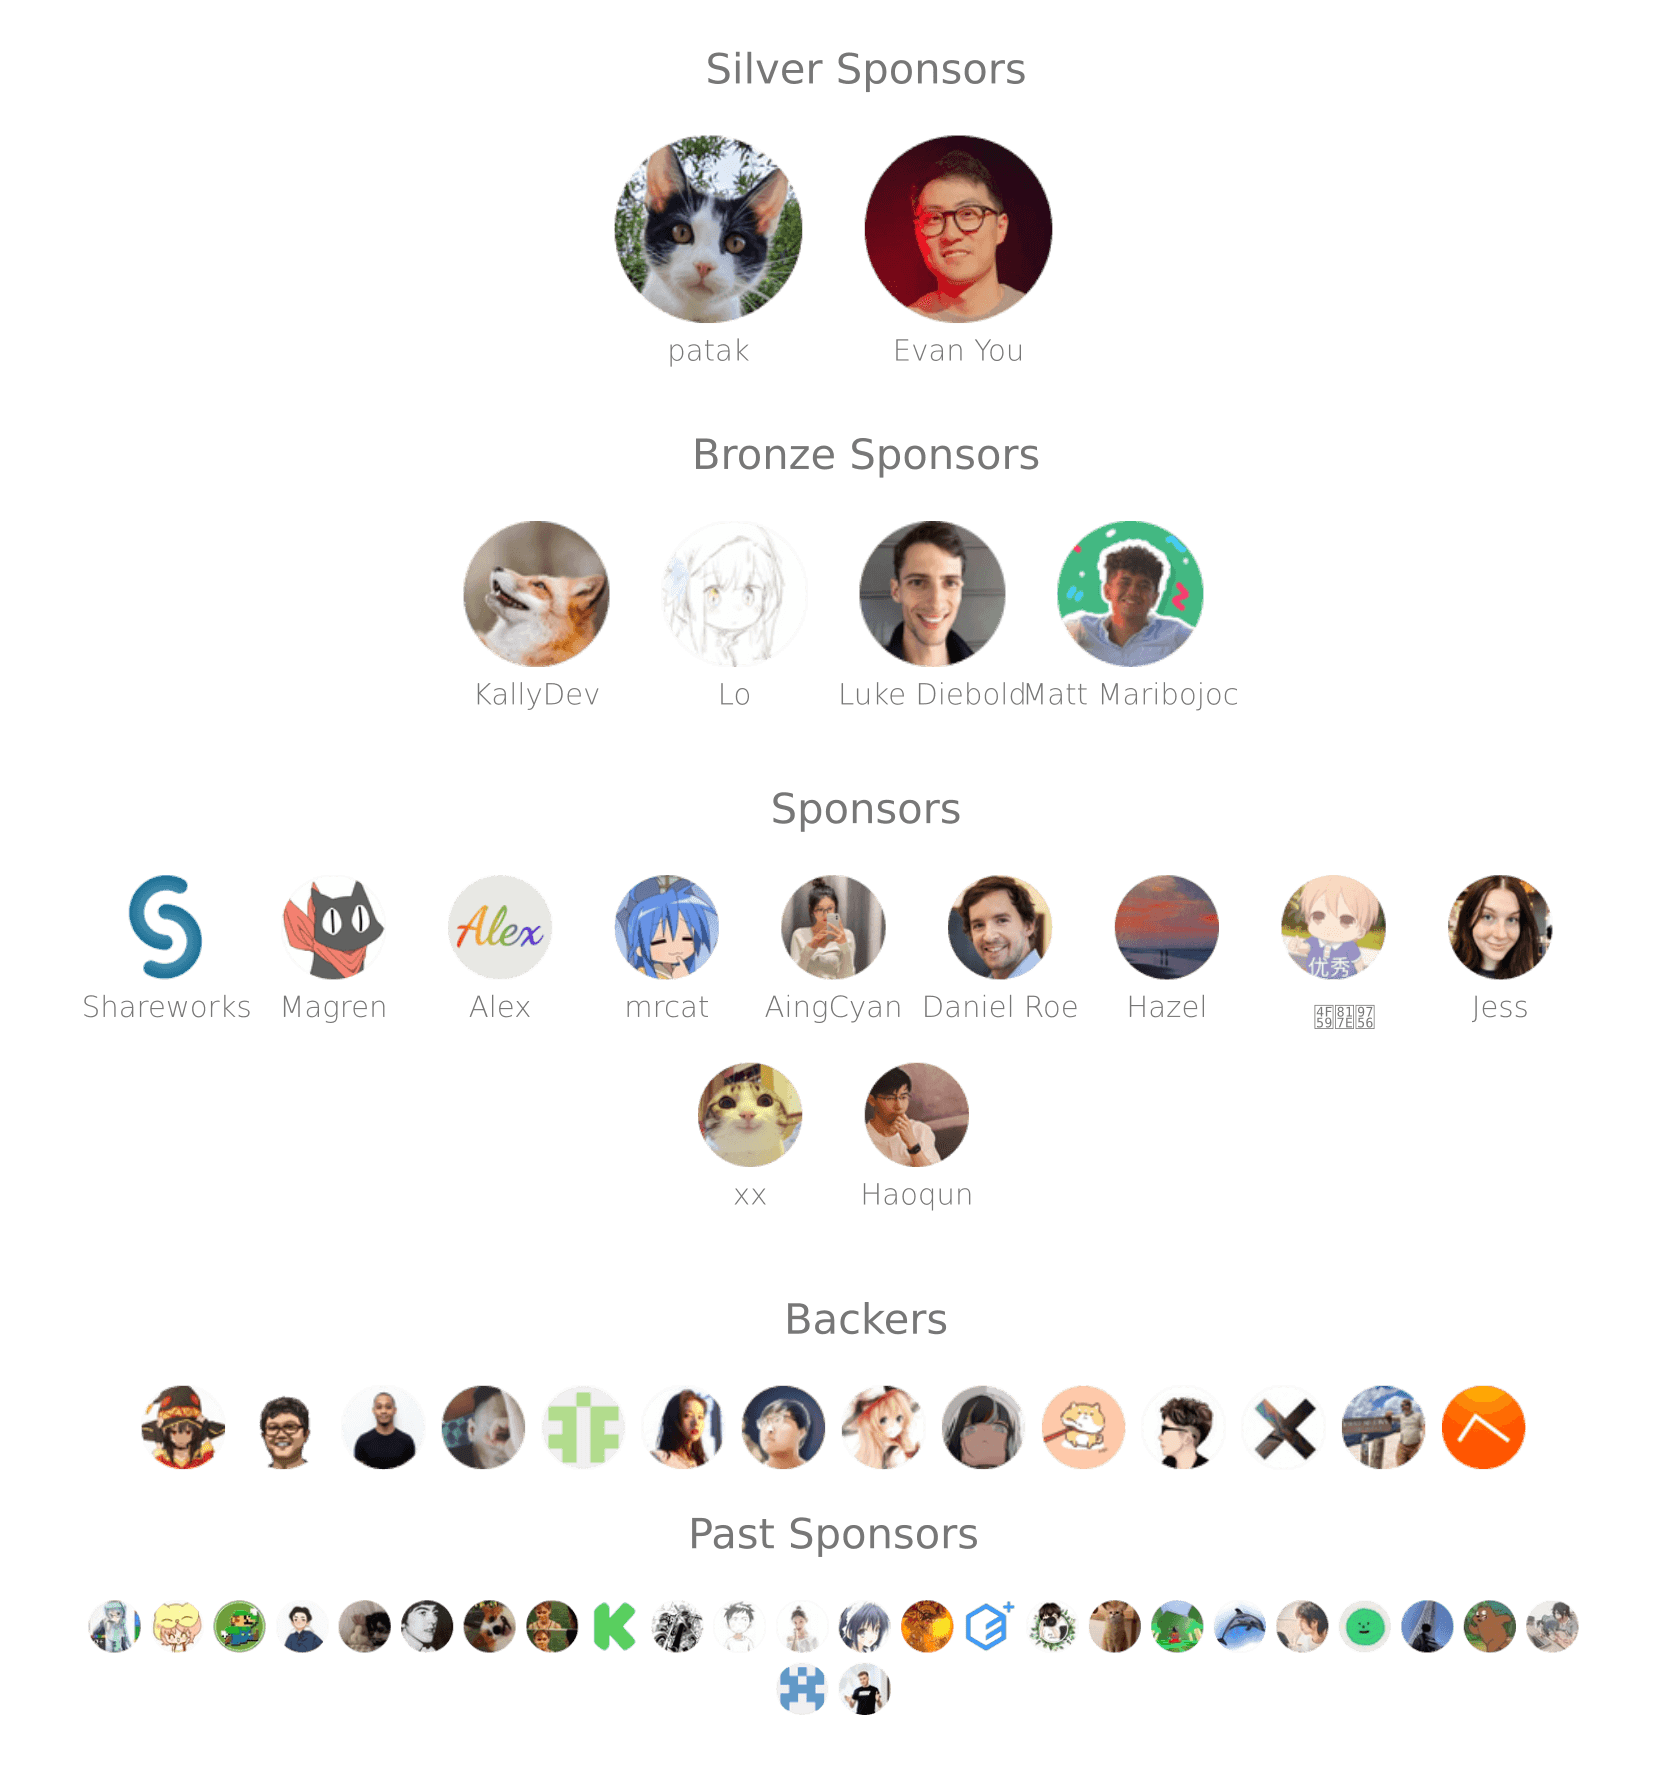 Silver Sponsors
patak
Evan You
Bronze Sponsors
KallyDev
Lo
Luke Diebold
Matt Maribojoc
Sponsors
Alex
优秀
Shareworks
Magren
Alex
mrcat
AingCyan
Daniel Roe
Hazel
Jess
xx
Haoqun
Backers
Past Sponsors